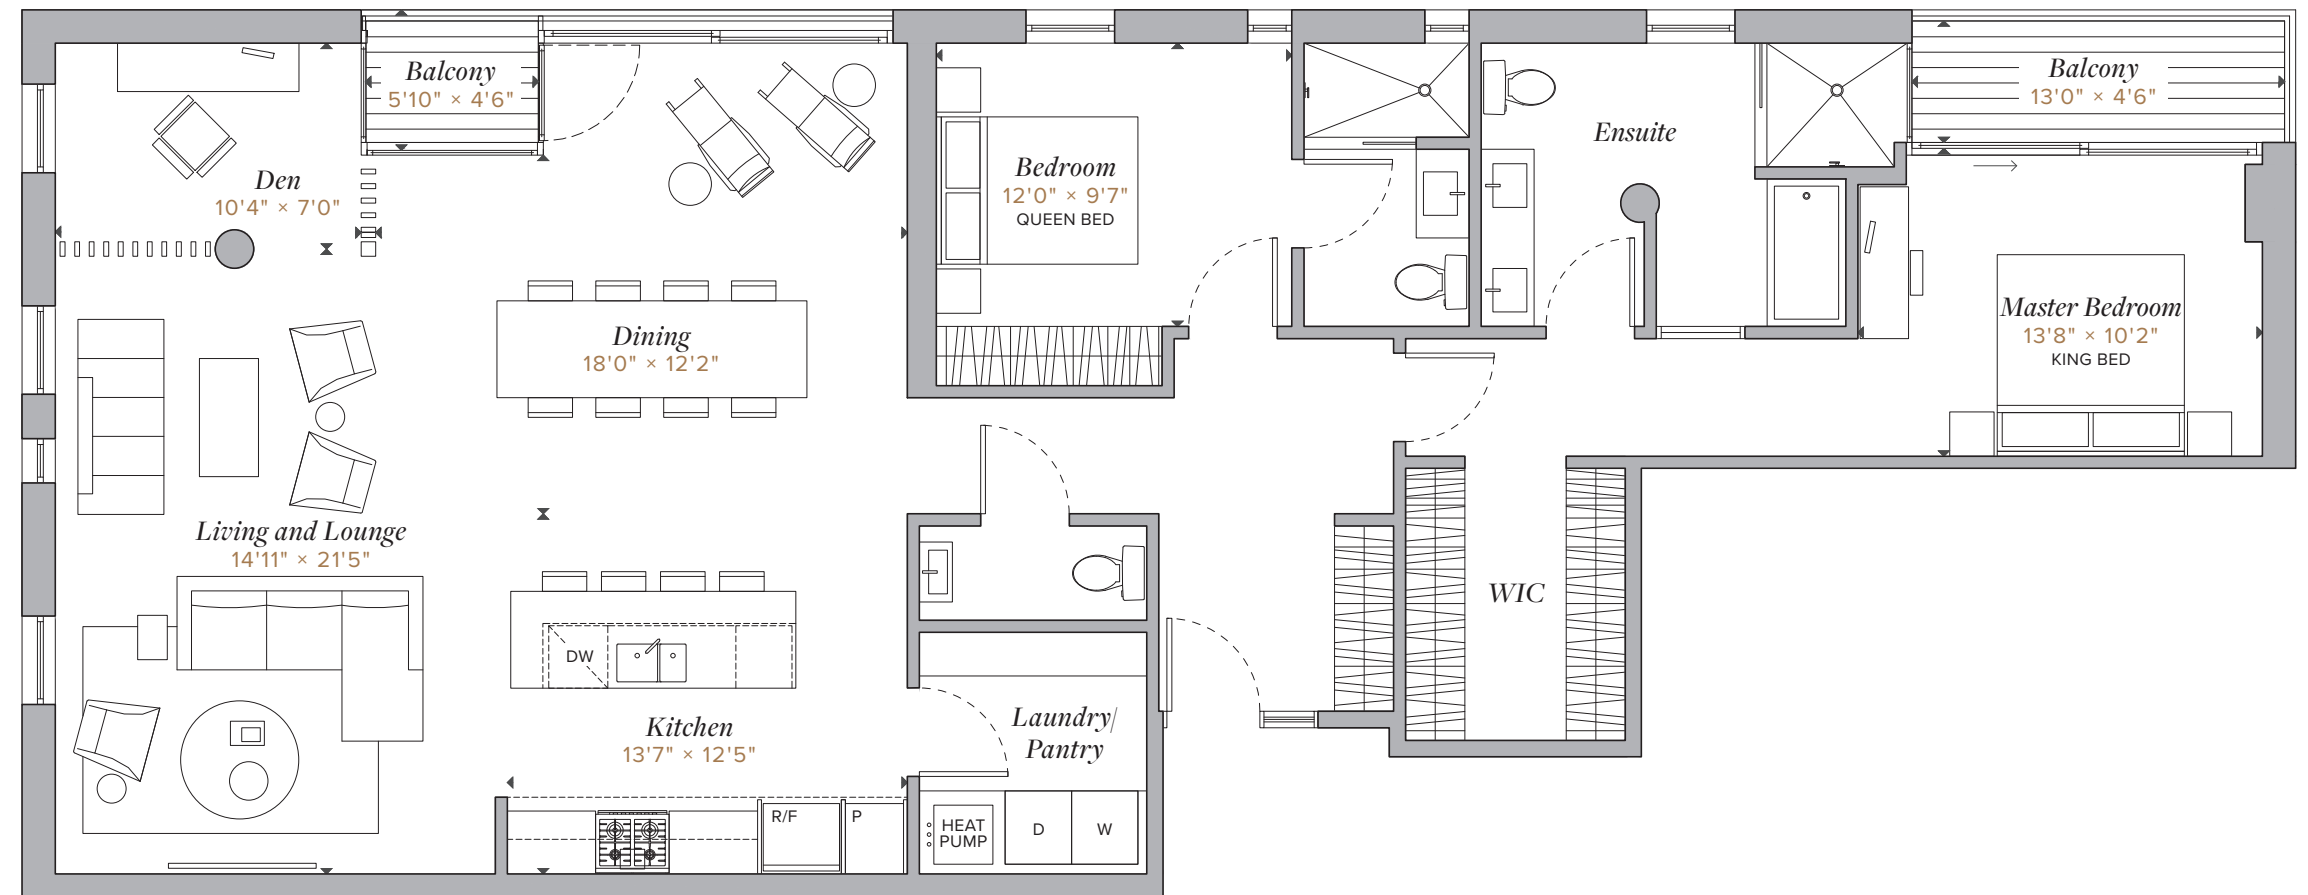 Balcony
5'10" × 4'6"
Den
10'4" × 7'0"
Bedroom
12'0" × 9'7"
QUEEN BED
Ensuite
Balcony
13'0" × 4'6"
Master Bedroom
13'8" × 10'2"
KING BED
Dining
18'0" × 12'2"
Living and Lounge
14'11" × 21'5"
WIC
DW
Kitchen
13'7" × 12'5"
Laundry/
Pantry
R/F
P
HEAT
PUMP
D
W